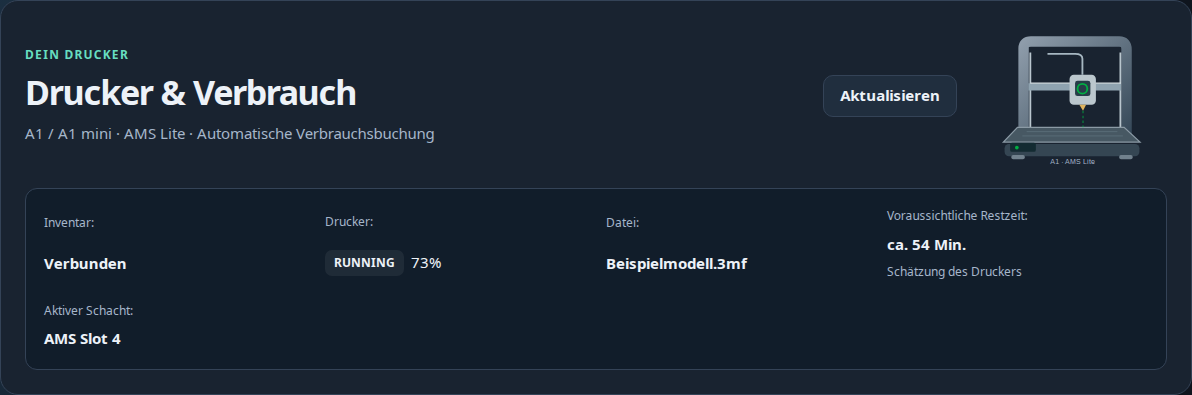 DEIN DRUCKER
Drucker & Verbrauch
A1 / A1 mini · AMS Lite · Automatische Verbrauchsbuchung
Aktualisieren
A1 · AMS Lite
Inventar:
Verbunden
Drucker:
RUNNING 73%
Datei:
Beispielmodell.3mf
Voraussichtliche Restzeit:
ca. 54 Min.
Schätzung des Druckers
Aktiver Schacht:
AMS Slot 4